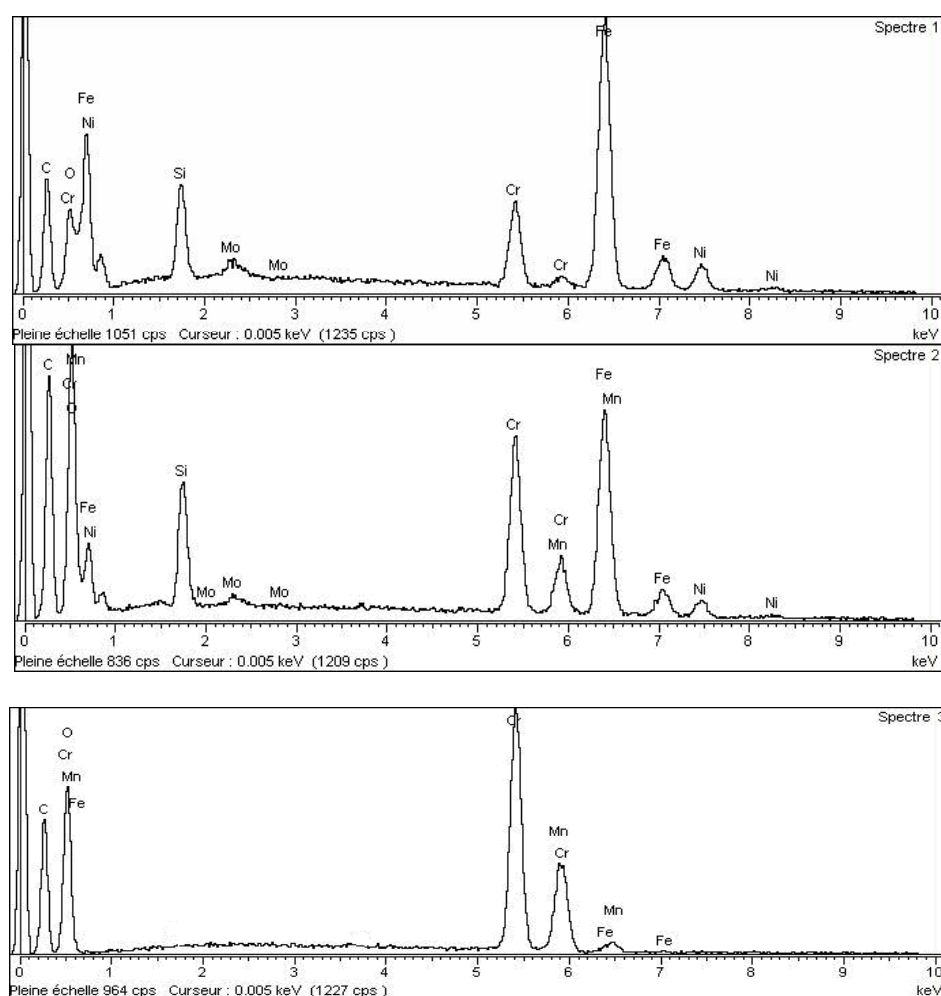 Spectre 1
Fe
Fe
Ni
C
O
Cr
Si
Cr
Mo
Mo
Cr
Fe
Ni
Ni
0 1 2 3 4 5 6 7 8 9 10
Pleine échelle 1051 cps Curseur : 0.005 keV (1235 cps ) keV
Spectre 2
C
Mn
Fe
Ni
Si
Mo
Mo
Mo
Cr
Cr
Mn
Fe
Mn
Fe
Ni
Ni
0 1 2 3 4 5 6 7 8 9 10
Pleine échelle 836 cps Curseur : 0.005 keV (1209 cps ) keV
Spectre 3
C
O
Cr
Mn
Fe
Cr
Mn
Cr
Mn
Fe
Fe
0 1 2 3 4 5 6 7 8 9 10
Pleine échelle 964 cps Curseur : 0.005 keV (1227 cps ) keV